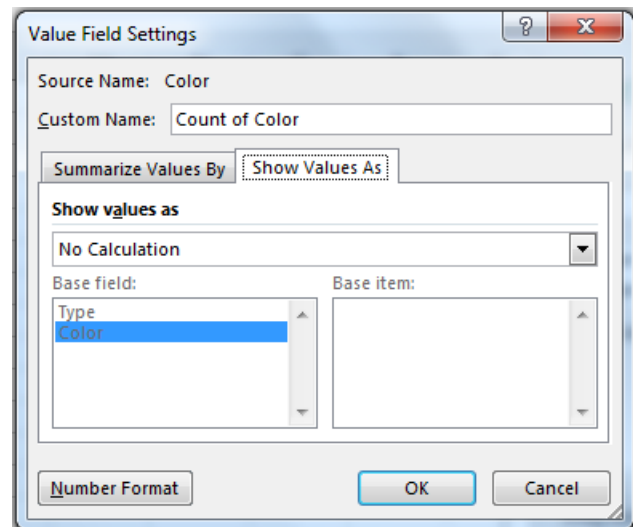 Value Field Settings
?
Source Name: Color
Custom Name: Count of Color
Summarize Values By Show Values As
Show values as
No Calculation
Base field: Base item:
Type
Color
Number Format OK Cancel